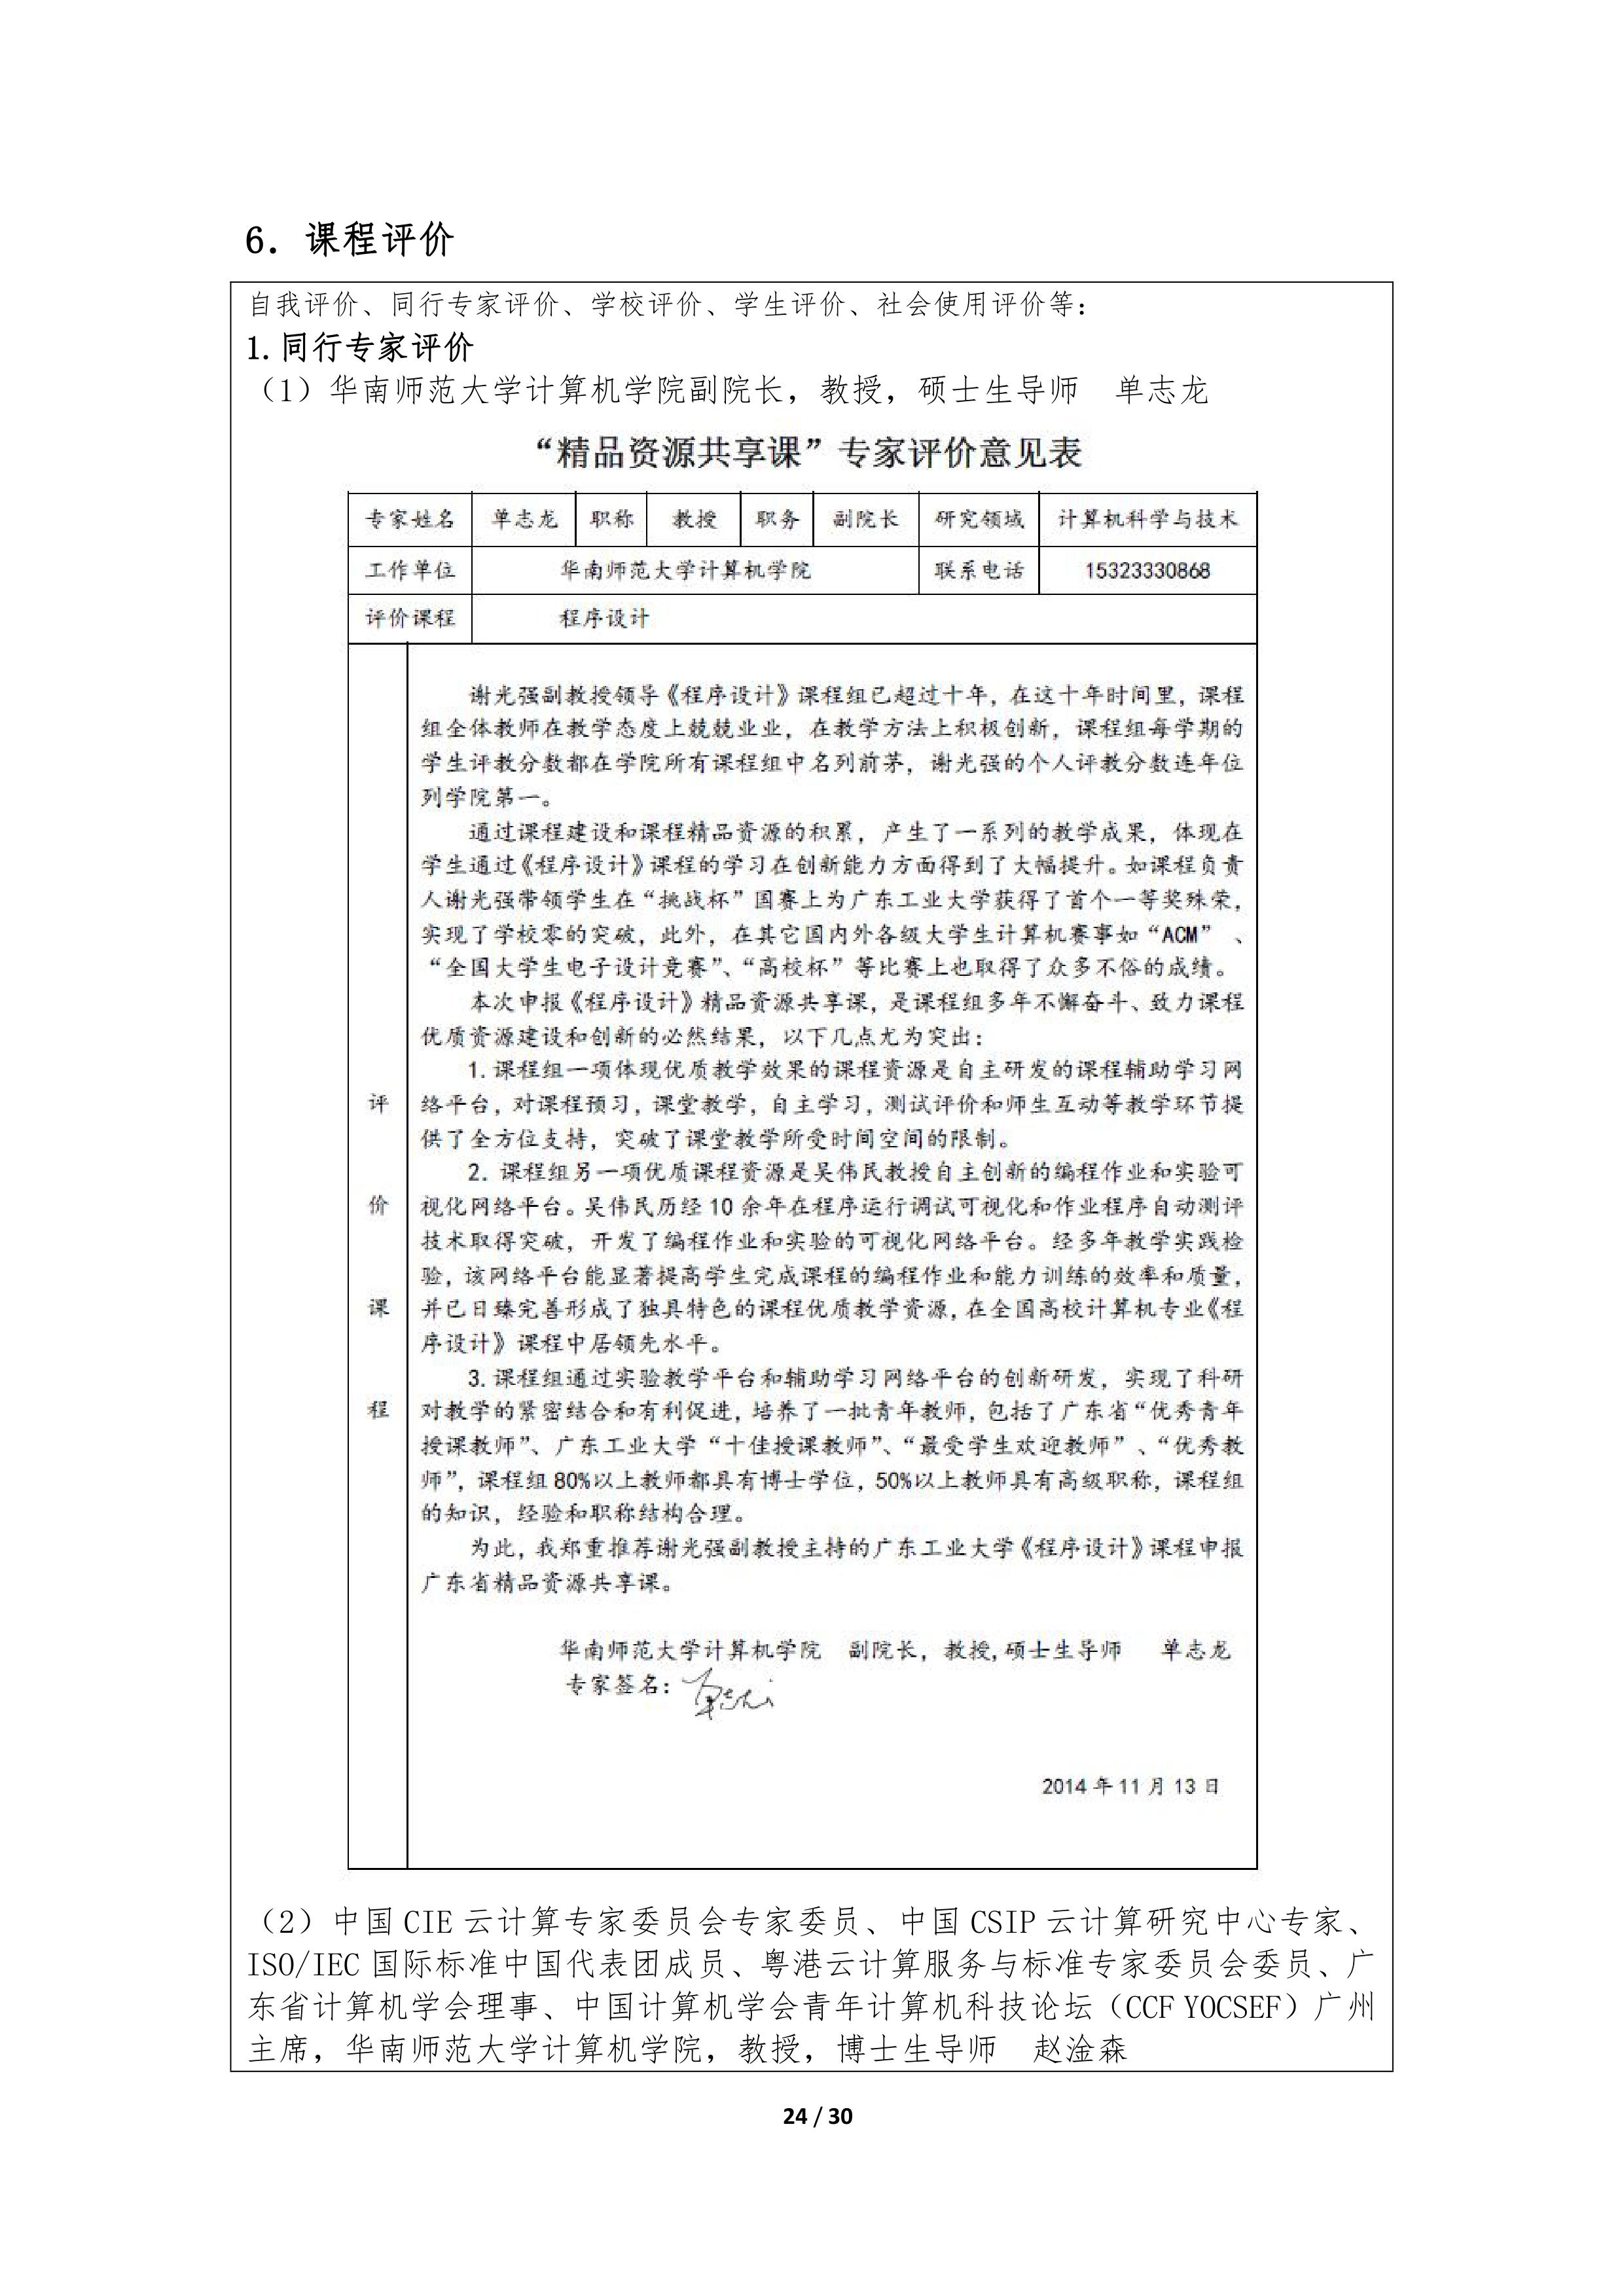 6. 课程评价
自我评价、同行专家评价、学校评价、学生评价、社会使用评价等：
1.同行专家评价
（1）华南师范大学计算机学院副院长，教授，硕士生导师 单志龙
“精品资源共享课”专家评价意见表
专家姓名 单志龙 职称 教授 职务 副院长 研究领域 计算机科学与技术
工作单位 华南师范大学计算机学院 联系电话 15323330868
评价课程 程序设计
评价课程
谢光强副教授领导《程序设计》课程组已超过十年，在这十年时间里，课程
组全体教师在教学态度上兢兢业业，在教学方法上积极创新，课程组每学期的
学生评教分数都在学院所有课程组中名列前茅，谢光强的个人评教分数连年位
列学院第一。
通过课程建设和课程精品资源的积累，产生了一系列的教学成果，体现在
学生通过《程序设计》课程的学习在创新能力方面得到了大幅提升。如课程负责
人谢光强带领学生在“挑战杯”国赛上为广东工业大学获得了首个一等奖殊荣，
实现了学校零的突破，此外，在其它国内外各级大学生计算机赛事如“ACM”、
“全国大学生电子设计竞赛”、“高校杯”等比赛上也取得了众多不俗的成绩。
本次申报《程序设计》精品资源共享课，是课程组多年不懈奋斗、致力课程
优质资源建设和创新的必然结果，以下几点尤为突出：
1.课程组一项体现优质教学效果的课程资源是自主研发的课程辅助学习网
络平台，对课程预习，课堂教学，自主学习，测试评价和师生互动等教学环节提
供了全方位支持，突破了课堂教学所受时间空间的限制。
2.课程组另一项优质课程资源是吴伟民教授自主创新的编程作业和实验可
视化网络平台。吴伟民历经10余年在程序运行调试可视化和作业程序自动测评
技术取得突破，开发了编程作业和实验的可视化网络平台。经多年教学实践检
验，该网络平台能显著提高学生完成课程的编程作业和能力训练的效率和质量，
并已日臻完善形成了独具特色的课程优质教学资源，在全国高校计算机专业《程
序设计》课程中居领先水平。
3.课程组通过实验教学平台和辅助学习网络平台的创新研发，实现了科研
对教学的紧密结合和有利促进，培养了一批青年教师，包括了广东省“优秀青年
授课教师”、广东工业大学“十佳授课教师”、“最受学生欢迎教师”、“优秀教
师”，课程组80%以上教师都具有博士学位，50%以上教师具有高级职称，课程组
的知识，经验和职称结构合理。
为此，我郑重推荐谢光强副教授主持的广东工业大学《程序设计》课程申报
广东省精品资源共享课。
华南师范大学计算机学院 副院长，教授，硕士生导师 单志龙
专家签名：单志龙
2014年11月13日
（2）中国CIE云计算专家委员会专家委员、中国CSIP云计算研究中心专家、
ISO/IEC国际标准中国代表团成员、粤港云计算服务与标准专家委员会委员、广
东省计算机学会理事、中国计算机学会青年计算机科技论坛（CCF YOCSEF）广州
主席，华南师范大学计算机学院，教授，博士生导师 赵淦森
24 / 30